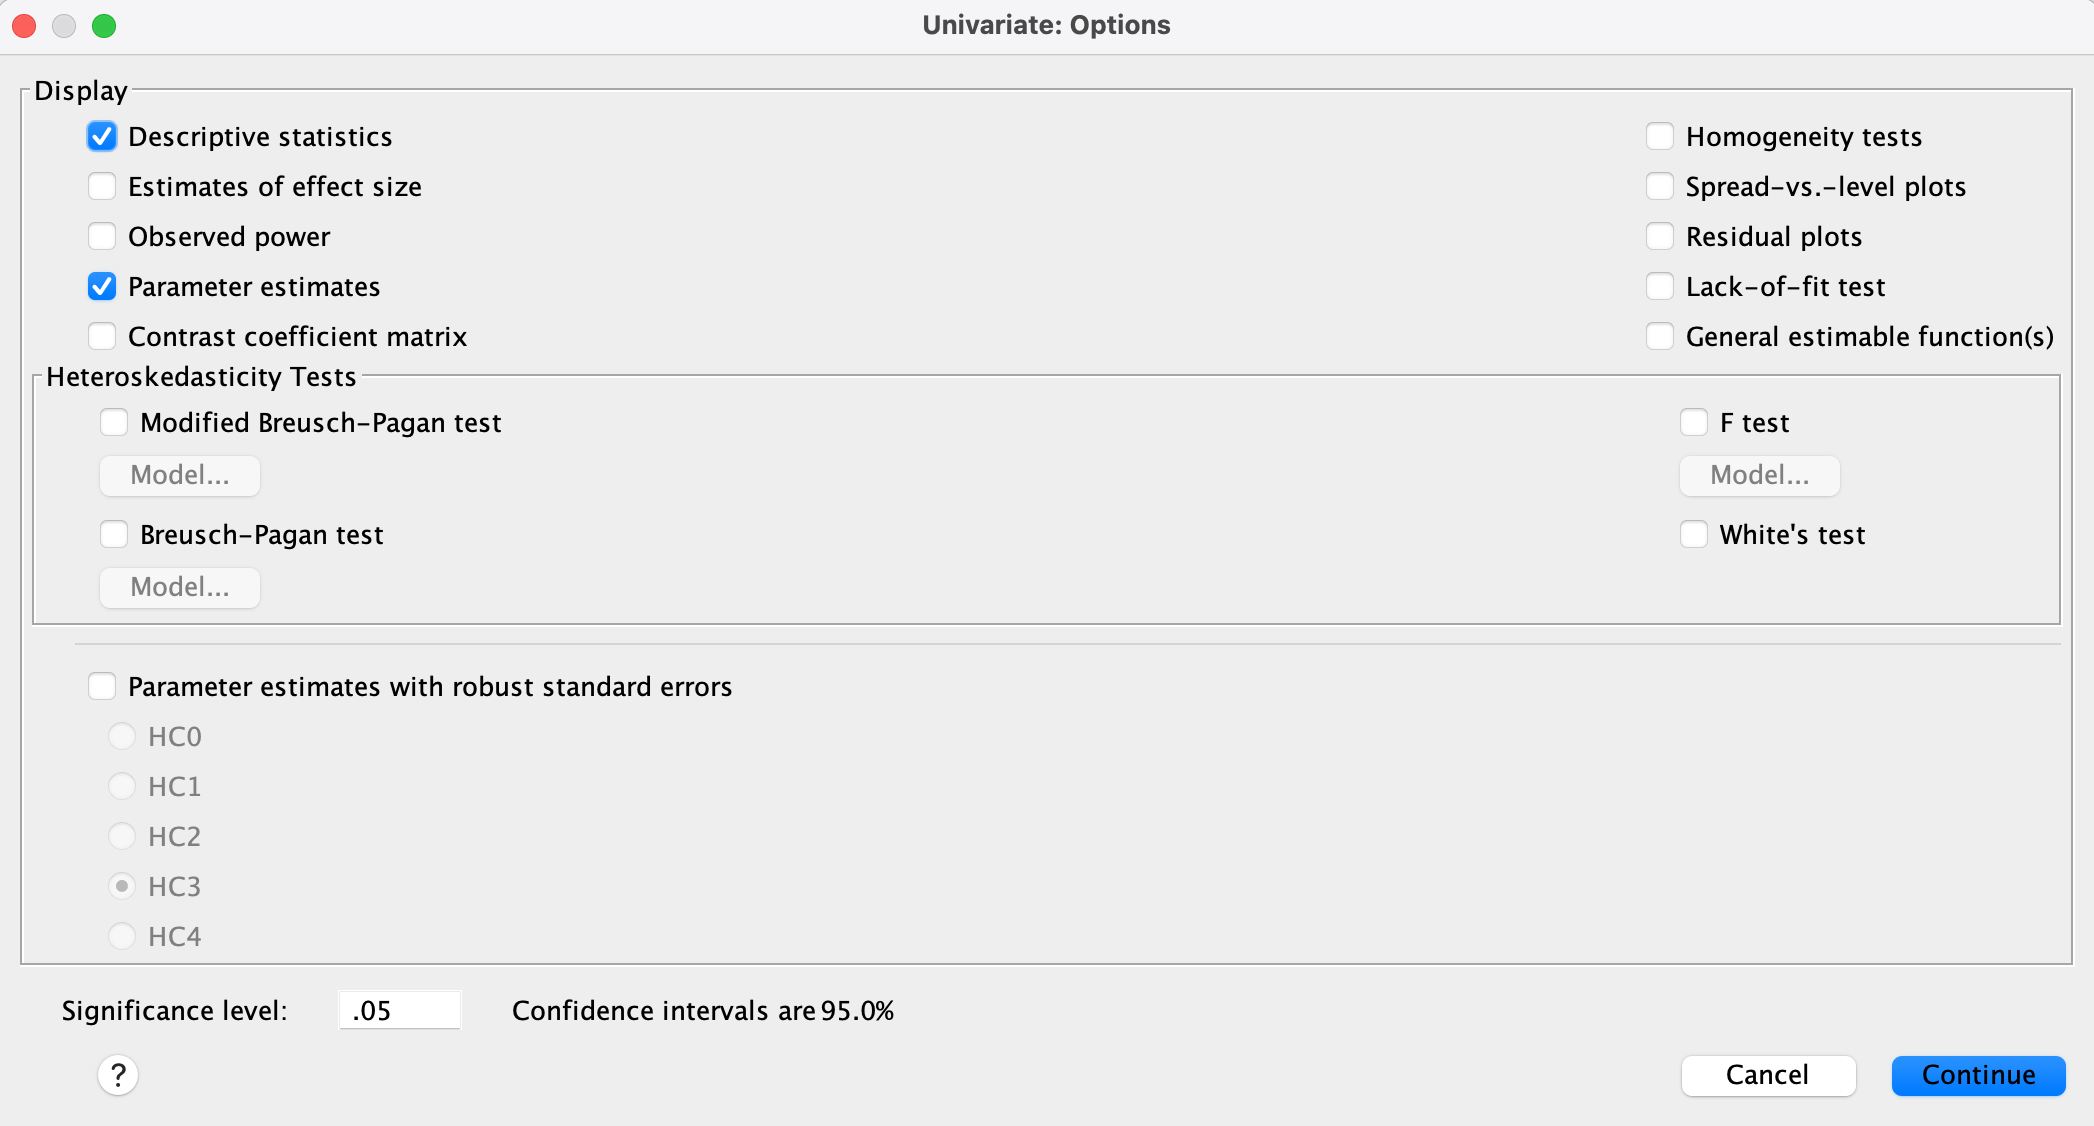 Univariate: Options
Display
Descriptive statistics
Homogeneity tests
Estimates of effect size
Spread-vs.-level plots
Observed power
Residual plots
Parameter estimates
Lack-of-fit test
Contrast coefficient matrix
General estimable function(s)
Heteroskedasticity Tests
Modified Breusch-Pagan test
F test
Model...
Model...
Breusch-Pagan test
White's test
Model...
Parameter estimates with robust standard errors
HC0
HC1
HC2
HC3
HC4
Significance level: .05 Confidence intervals are 95.0%
?
Cancel
Continue